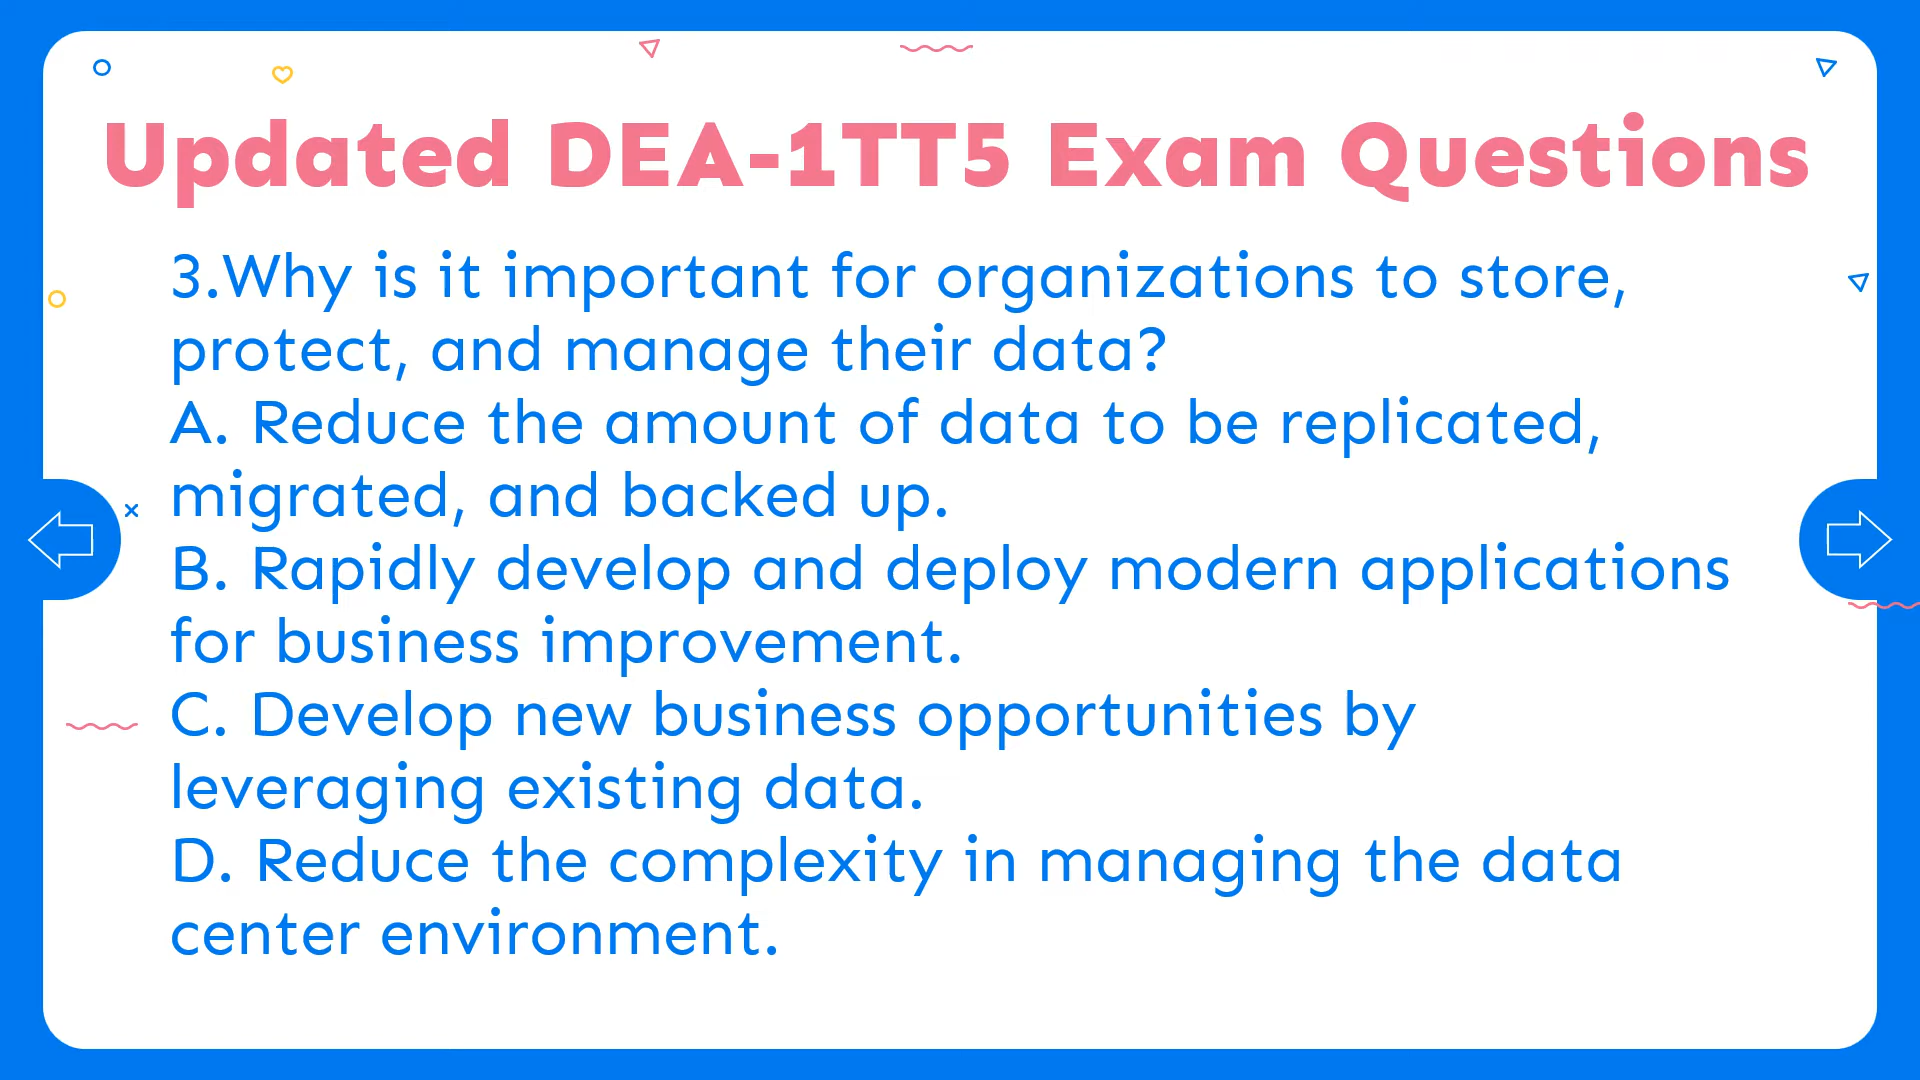 Updated DEA-1TT5 Exam Questions
3.Why is it important for organizations to store,
protect, and manage their data?
A. Reduce the amount of data to be replicated,
migrated, and backed up.
B. Rapidly develop and deploy modern applications
for business improvement.
C. Develop new business opportunities by
leveraging existing data.
D. Reduce the complexity in managing the data
center environment.